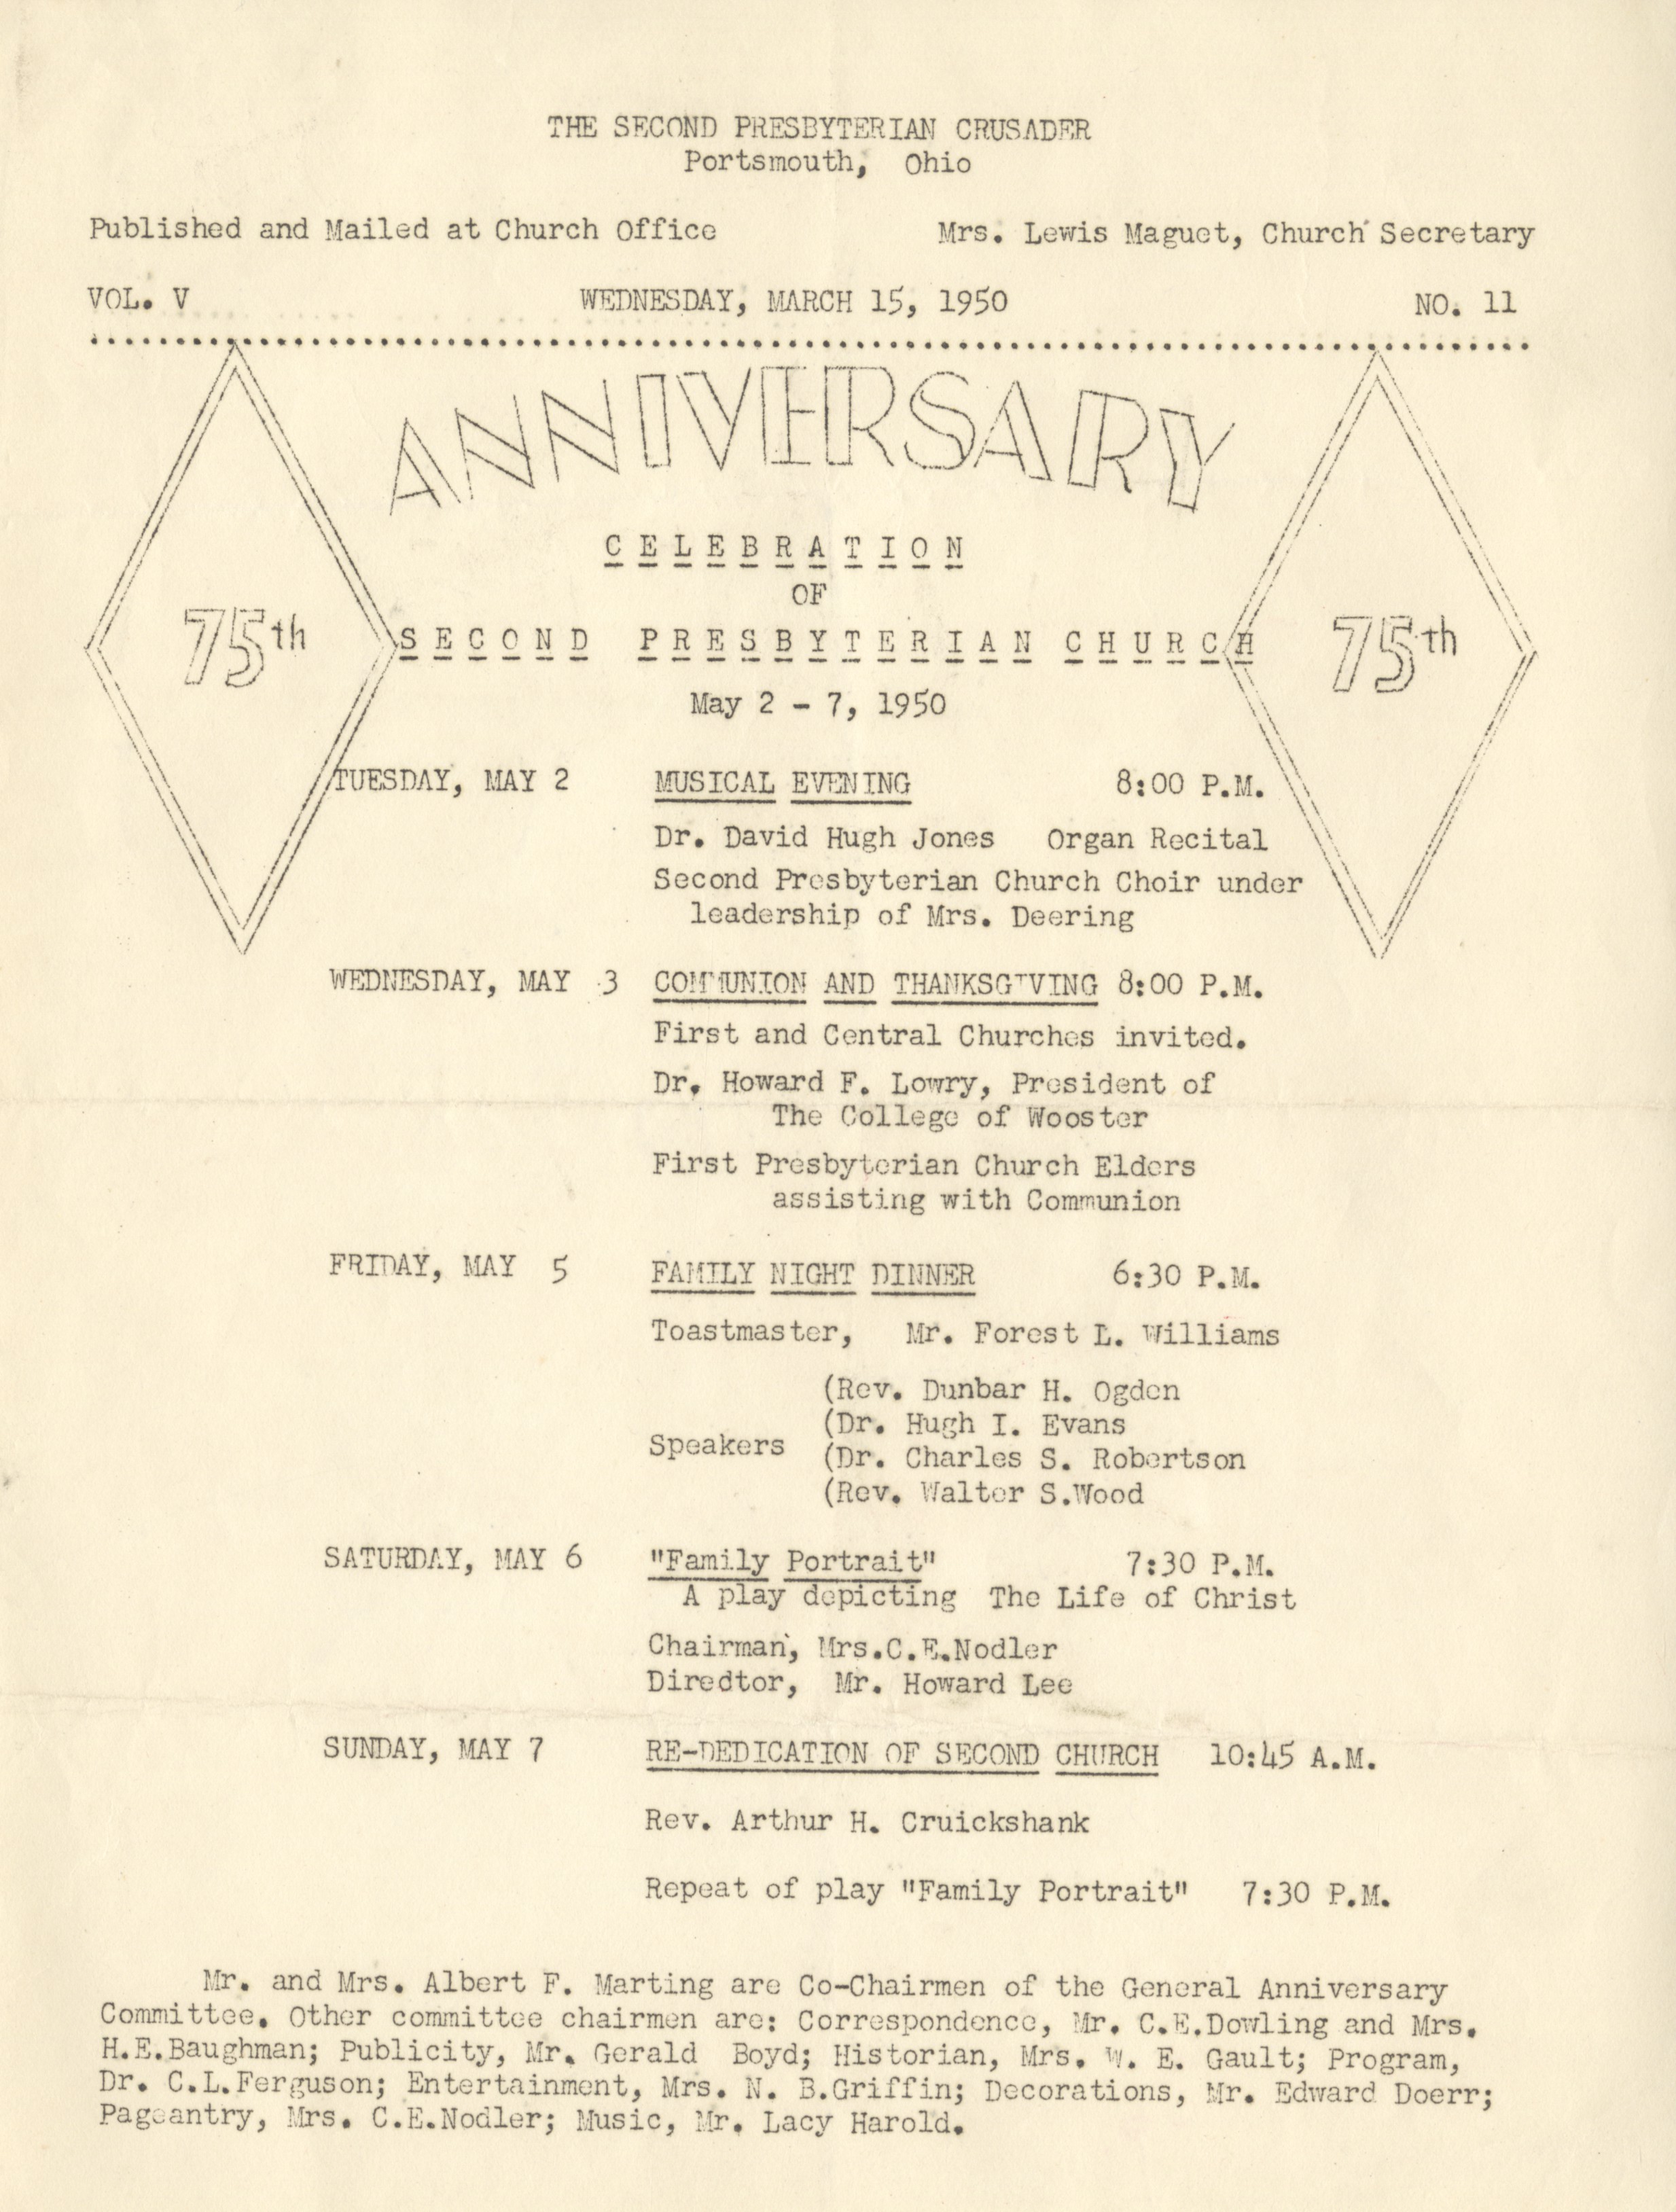 THE SECOND PRESBYTERIAN CRUSADER
Portsmouth, Ohio
Published and Mailed at Church Office Mrs. Lewis Maguet, Church Secretary
VOL. V WEDNESDAY, MARCH 15, 1950 NO. 11
ANNIVERSARY
CELEBRATION
OF
75th SECOND PRESBYTERIAN CHURCH 75th
May 2 - 7, 1950
TUESDAY, MAY 2 MUSICAL EVENING 8:00 P.M.
Dr. David Hugh Jones Organ Recital
Second Presbyterian Church Choir under
leadership of Mrs. Deering
WEDNESDAY, MAY 3 COMMUNION AND THANKSGIVING 8:00 P.M.
First and Central Churches invited.
Dr. Howard F. Lowry, President of
The College of Wooster
First Presbyterian Church Elders
assisting with Communion
FRIDAY, MAY 5 FAMILY NIGHT DINNER 6:30 P.M.
Toastmaster, Mr. Forest L. Williams
(Rev. Dunbar H. Ogden
(Dr. Hugh I. Evans
Speakers
(Dr. Charles S. Robertson
(Rev. Walter S.Wood
SATURDAY, MAY 6 "Family Portrait" 7:30 P.M.
A play depicting The Life of Christ
Chairman, Mrs.C.E.Nodler
Diredtor, Mr. Howard Lee
SUNDAY, MAY 7 RE-DEDICATION OF SECOND CHURCH 10:45 A.M.
Rev. Arthur H. Cruickshank
Repeat of play "Family Portrait" 7:30 P.M.
Mr. and Mrs. Albert F. Marting are Co-Chairmen of the General Anniversary
Committee. Other committee chairmen are: Correspondence, Mr. C.E.Dowling and Mrs.
H.E.Baughman; Publicity, Mr. Gerald Boyd; Historian, Mrs. W. E. Gault; Program,
Dr. C.L.Ferguson; Entertainment, Mrs. N. B.Griffin; Decorations, Mr. Edward Doerr;
Pageantry, Mrs. C.E.Nodler; Music, Mr. Lacy Harold.